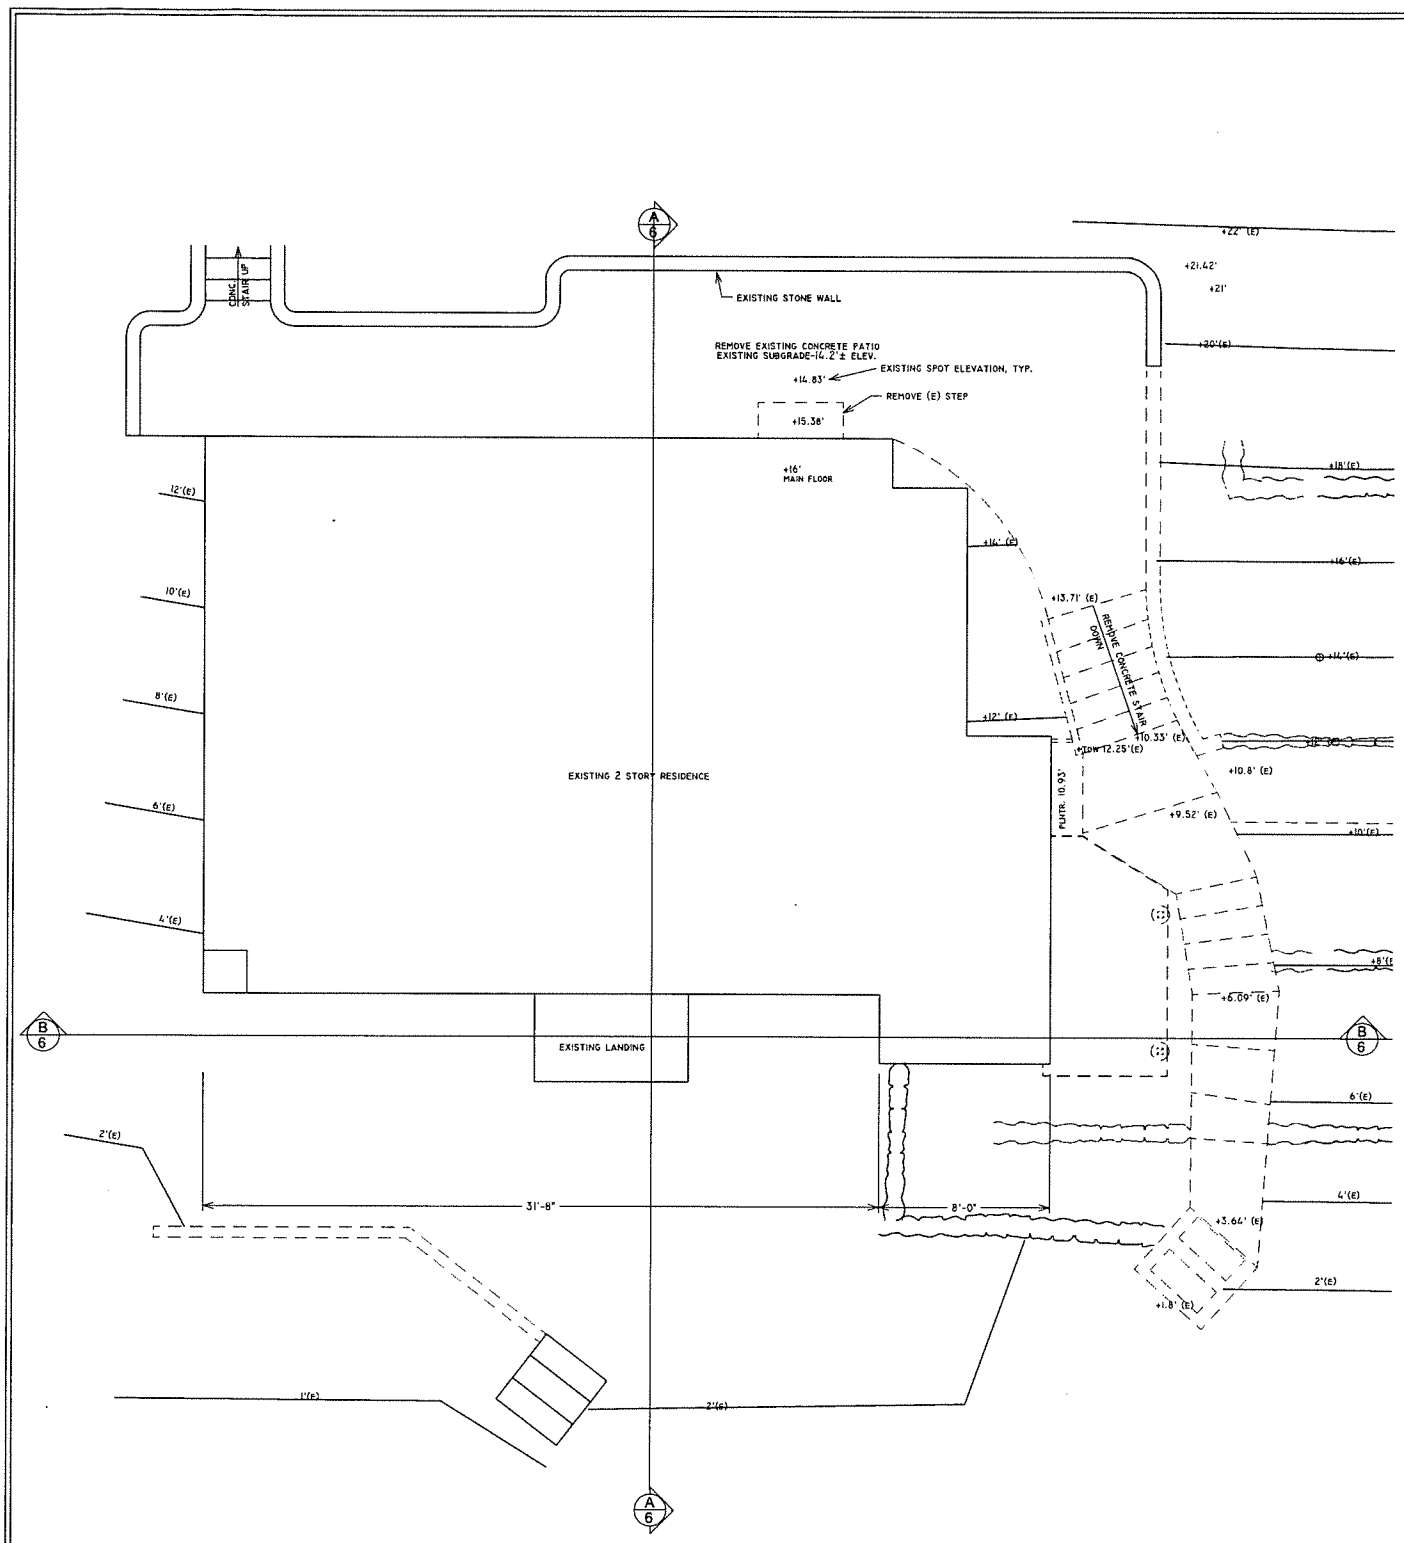 A
6
+22' (E)
+21.42'
+21'
CONC.
STAIR UP
EXISTING STONE WALL
+20'(E)
REMOVE EXISTING CONCRETE PATIO
EXISTING SUBGRADE-14.2'± ELEV.
EXISTING SPOT ELEVATION, TYP.
+14.83'
REMOVE (E) STEP
+15.38'
+16'
MAIN FLOOR
+18'(E)
12'(E)
+14' (E)
+16'(E)
10'(E)
+13.71' (E)
REMOVE CONCRETE STAIR
DOWN
+14'(E)
8'(E)
+12' (E)
+10.33' (E)
+TOW 12.25'(E)
EXISTING 2 STORY RESIDENCE
+10.8' (E)
PLNTR. 10.93'
6'(E)
+9.52' (E)
+10'(E)
4'(E)
+8'(E
+6.09' (E)
B
6
EXISTING LANDING
B
6
6'(E)
2'(E)
31'-8"
8'-0"
4'(E)
+3.64' (E)
2'(E)
+1.8' (E)
1'(E)
2'(E)
A
6